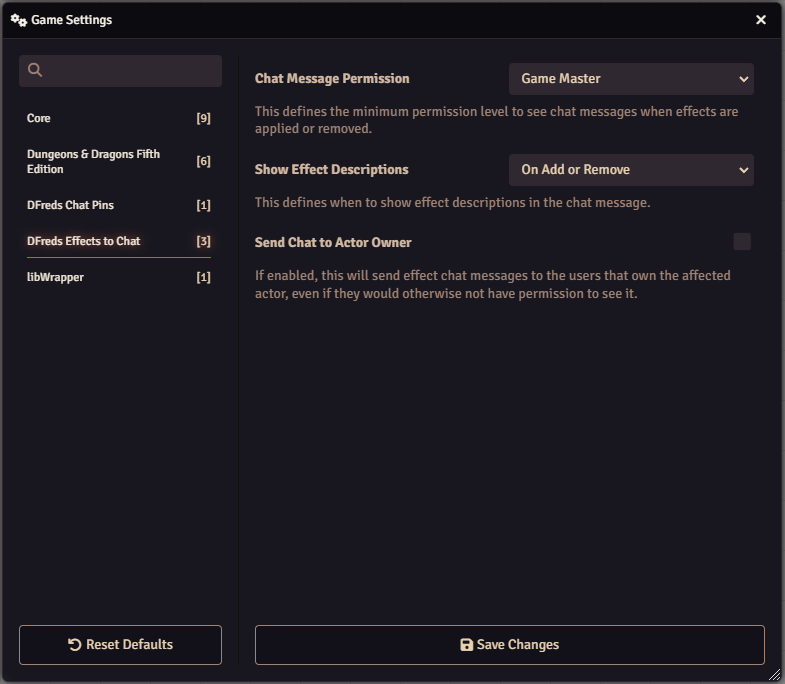 Game Settings
Core [9]
Dungeons & Dragons Fifth
Edition [6]
DFreds Chat Pins [1]
DFreds Effects to Chat [3]
libWrapper [1]
Reset Defaults
Chat Message Permission Game Master
This defines the minimum permission level to see chat messages when effects are
applied or removed.
Show Effect Descriptions On Add or Remove
This defines when to show effect descriptions in the chat message.
Send Chat to Actor Owner
If enabled, this will send effect chat messages to the users that own the affected
actor, even if they would otherwise not have permission to see it.
Save Changes